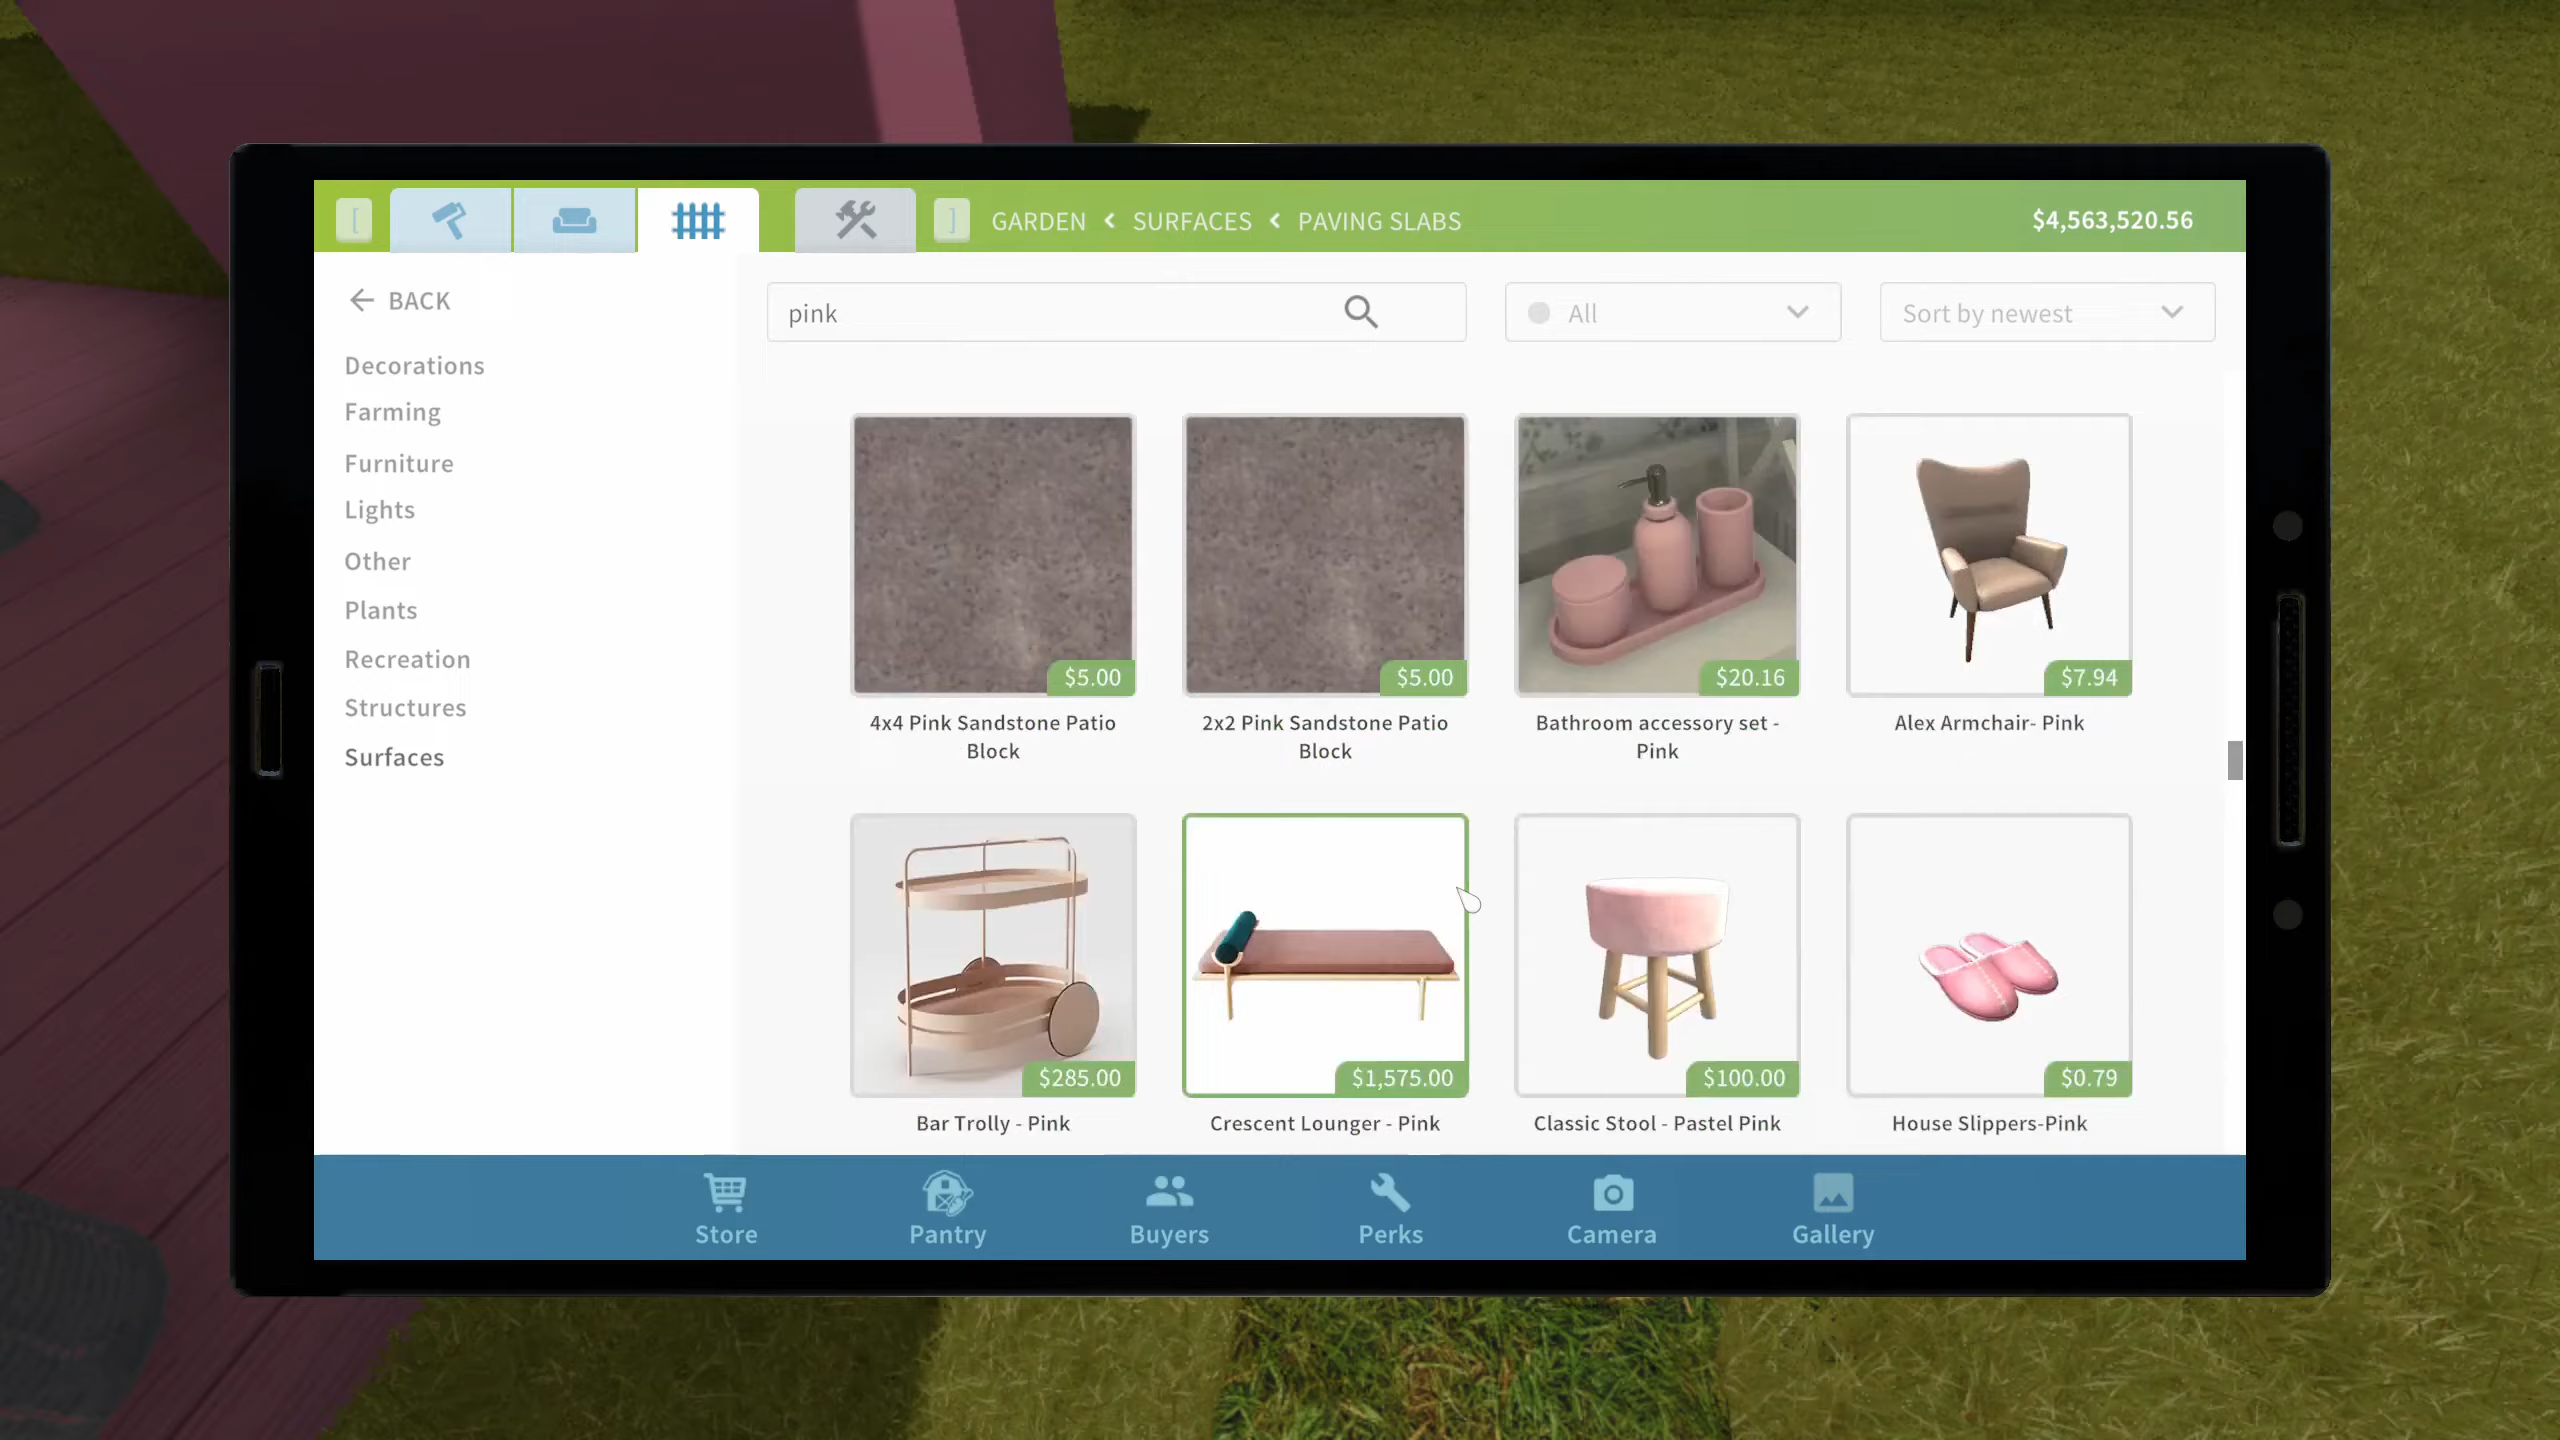 [
]
GARDEN < SURFACES < PAVING SLABS
$4,563,520.56
BACK
pink
All
Sort by newest
Decorations
Farming
Furniture
Lights
Other
Plants
Recreation
Structures
Surfaces
$5.00
$5.00
$20.16
$7.94
4x4 Pink Sandstone Patio
Block
2x2 Pink Sandstone Patio
Block
Bathroom accessory set -
Pink
Alex Armchair- Pink
$285.00
$1,575.00
$100.00
$0.79
Bar Trolly - Pink
Crescent Lounger - Pink
Classic Stool - Pastel Pink
House Slippers-Pink
Store
Pantry
Buyers
Perks
Camera
Gallery